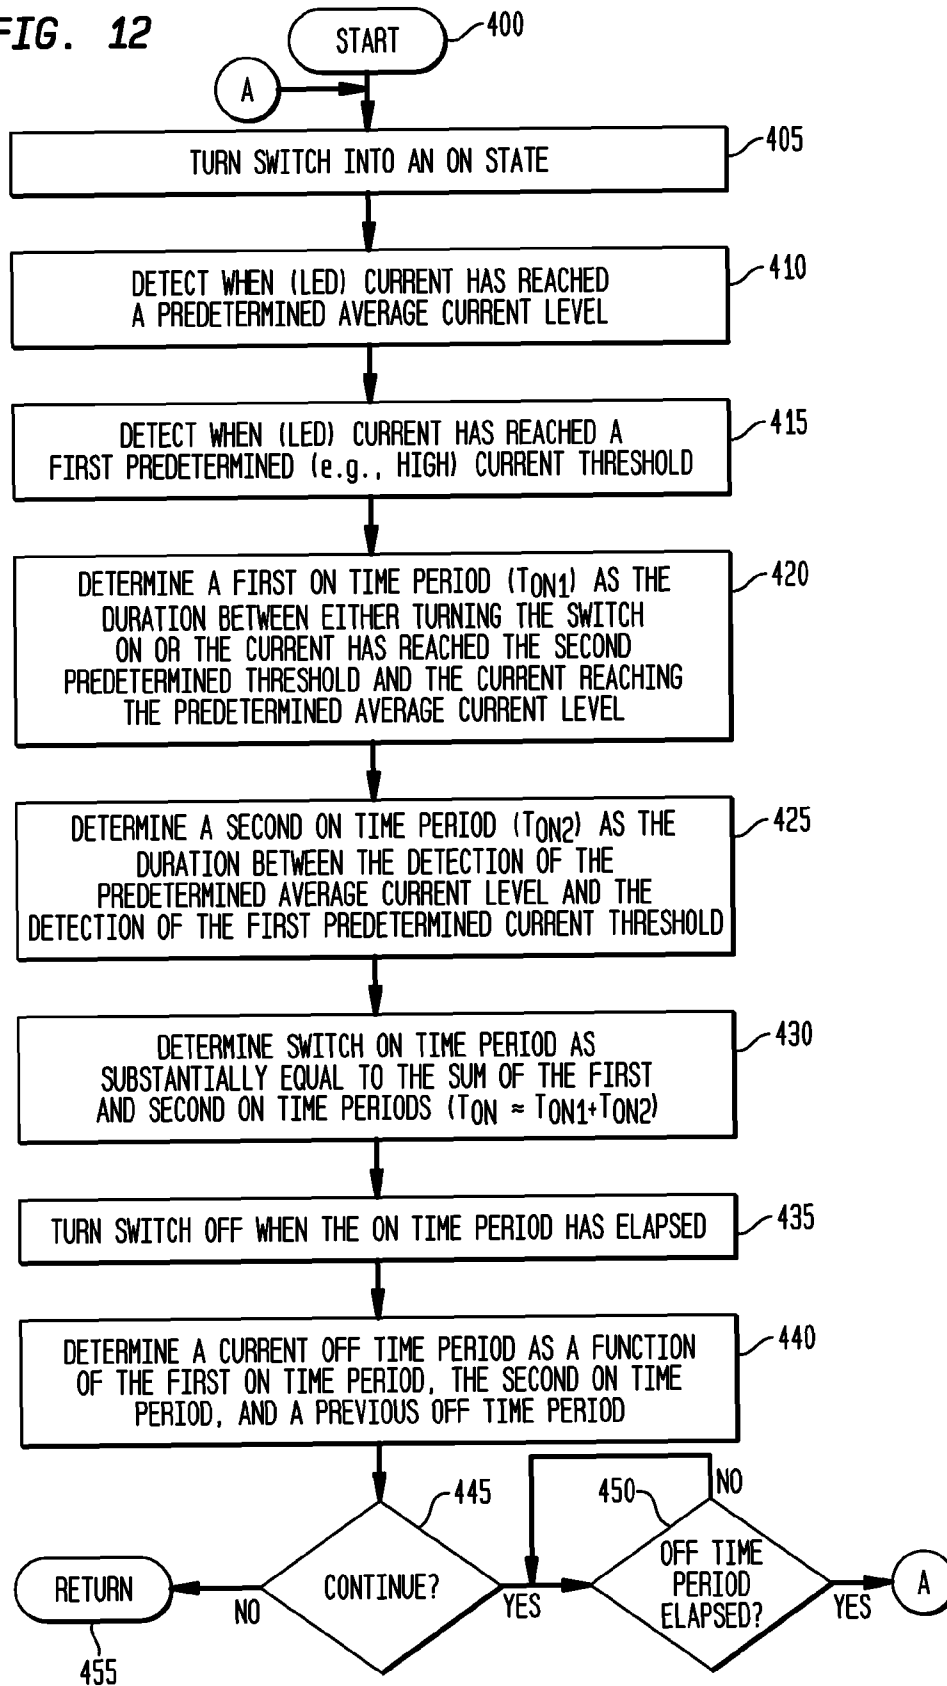 FIG. 12
START
400
A
TURN SWITCH INTO AN ON STATE
405
DETECT WHEN (LED) CURRENT HAS REACHED
A PREDETERMINED AVERAGE CURRENT LEVEL
410
DETECT WHEN (LED) CURRENT HAS REACHED A
FIRST PREDETERMINED (e.g., HIGH) CURRENT THRESHOLD
415
DETERMINE A FIRST ON TIME PERIOD (TON1) AS THE
DURATION BETWEEN EITHER TURNING THE SWITCH
ON OR THE CURRENT HAS REACHED THE SECOND
PREDETERMINED THRESHOLD AND THE CURRENT REACHING
THE PREDETERMINED AVERAGE CURRENT LEVEL
420
DETERMINE A SECOND ON TIME PERIOD (TON2) AS THE
DURATION BETWEEN THE DETECTION OF THE
PREDETERMINED AVERAGE CURRENT LEVEL AND THE
DETECTION OF THE FIRST PREDETERMINED CURRENT THRESHOLD
425
DETERMINE SWITCH ON TIME PERIOD AS
SUBSTANTIALLY EQUAL TO THE SUM OF THE FIRST
AND SECOND ON TIME PERIODS (TON ≈ TON1+TON2)
430
TURN SWITCH OFF WHEN THE ON TIME PERIOD HAS ELAPSED
435
DETERMINE A CURRENT OFF TIME PERIOD AS A FUNCTION
OF THE FIRST ON TIME PERIOD, THE SECOND ON TIME
PERIOD, AND A PREVIOUS OFF TIME PERIOD
440
CONTINUE?
445
NO
YES
RETURN
455
OFF TIME
PERIOD
ELAPSED?
450
NO
YES
A